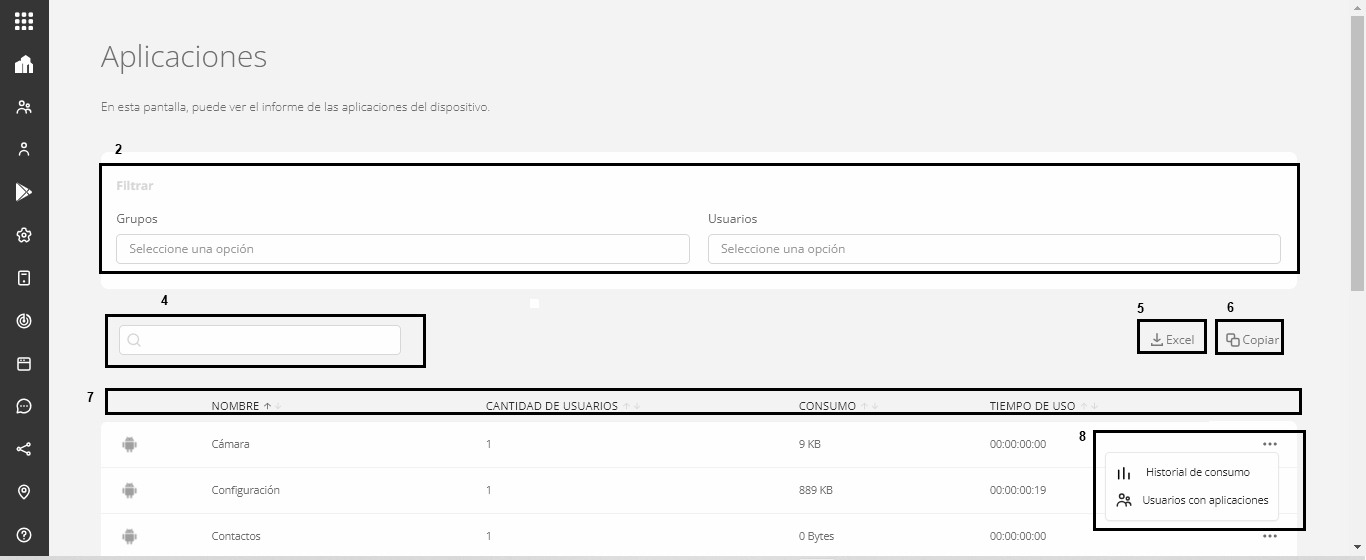 Aplicaciones
En esta pantalla, puede ver el informe de las aplicaciones del dispositivo.
2
Filtrar
Grupos Usuarios
Seleccione una opción Seleccione una opción
4 5 6
Excel Copiar
7
NOMBRE CANTIDAD DE USUARIOS CONSUMO TIEMPO DE USO
8
Cámara 1 9 KB 00:00:00:00
Historial de consumo
Configuración 1 889 KB 00:00:00:19
Usuarios con aplicaciones
Contactos 1 0 Bytes 00:00:00:00